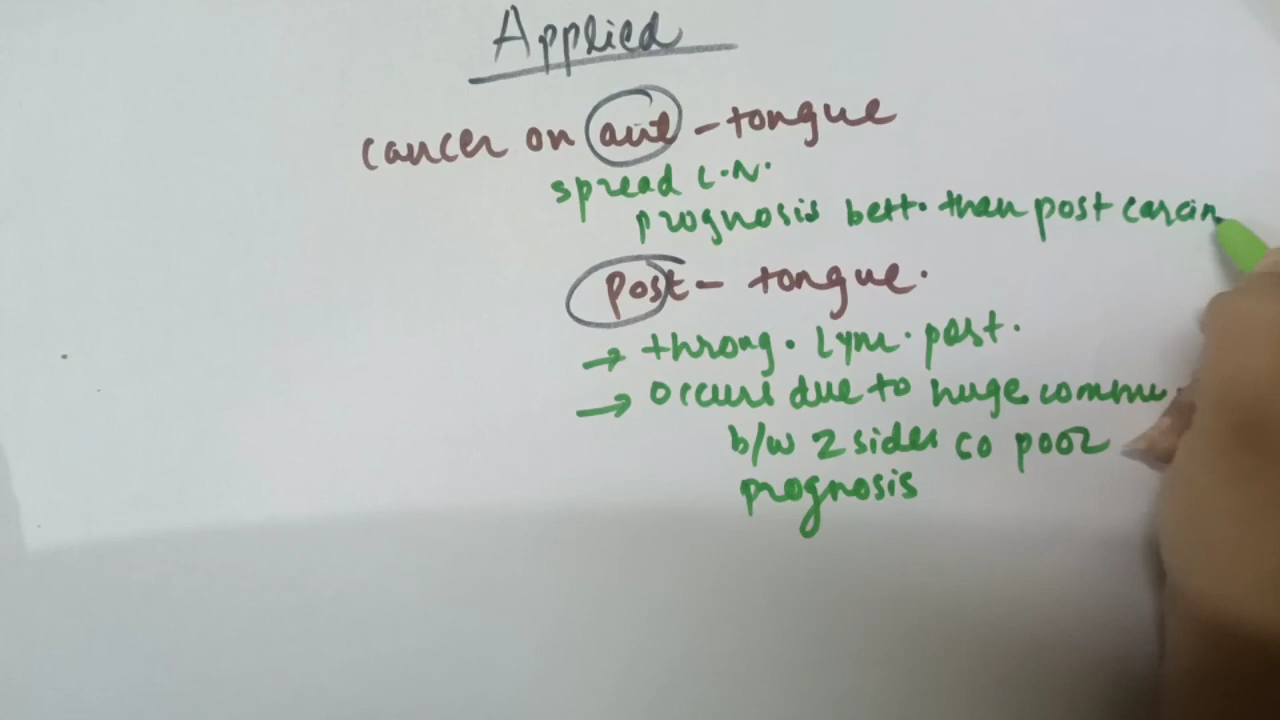 Applied
cancer on ant - tongue
spread L.N.
prognosis bett. than post carcin
post - tongue.
→ throng. Lym. post.
→ occurs due to huge commu
b/w 2 sides so poor
prognosis